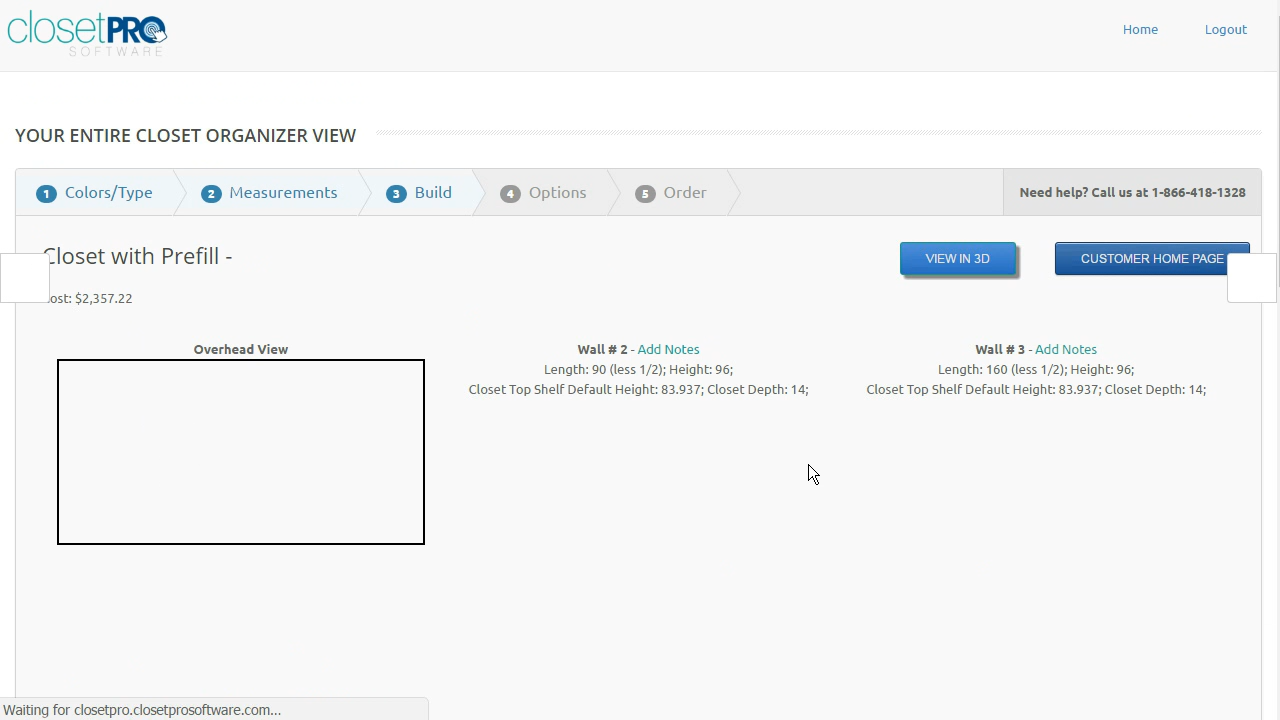 closetPRO
SOFTWARE
Home
Logout
YOUR ENTIRE CLOSET ORGANIZER VIEW
1 Colors/Type
2 Measurements
3 Build
4 Options
5 Order
Need help? Call us at 1-866-418-1328
Closet with Prefill -
VIEW IN 3D
CUSTOMER HOME PAGE
ost: $2,357.22
Overhead View
Wall # 2 - Add Notes
Length: 90 (less 1/2); Height: 96;
Closet Top Shelf Default Height: 83.937; Closet Depth: 14;
Wall # 3 - Add Notes
Length: 160 (less 1/2); Height: 96;
Closet Top Shelf Default Height: 83.937; Closet Depth: 14;
Waiting for closetpro.closetprosoftware.com...